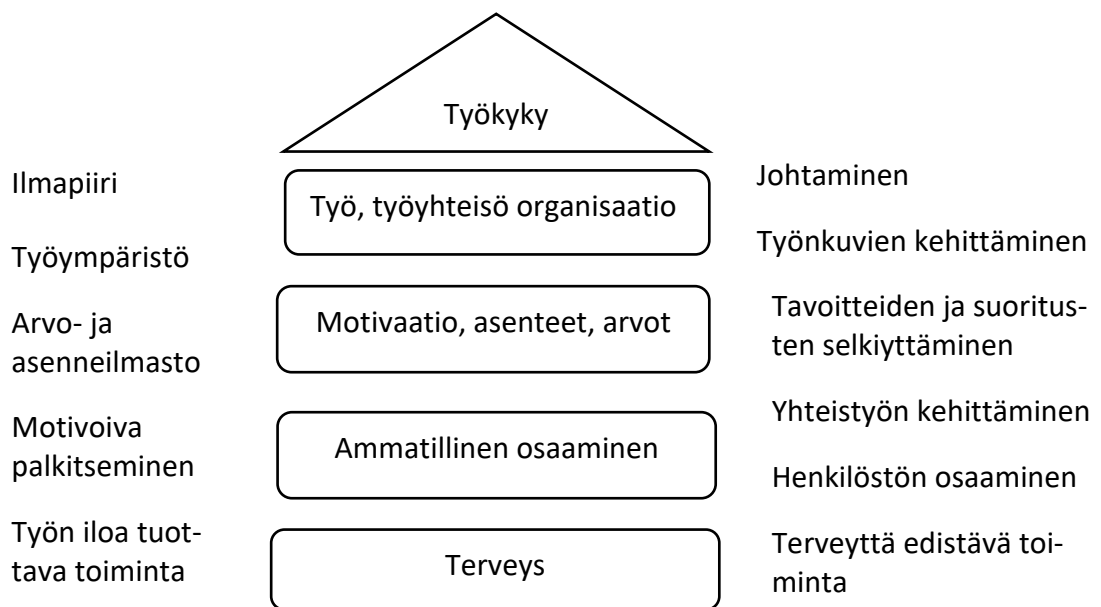 Työkyky
Ilmapiiri
Työympäristö
Arvo- ja
asenneilmasto
Motivoiva
palkitseminen
Työn iloa tuot-
tava toiminta
Työ, työyhteisö organisaatio
Motivaatio, asenteet, arvot
Ammatillinen osaaminen
Terveys
Johtaminen
Työnkuvien kehittäminen
Tavoitteiden ja suoritus-
ten selkiyttäminen
Yhteistyön kehittäminen
Henkilöstön osaaminen
Terveyttä edistävä toi-
minta